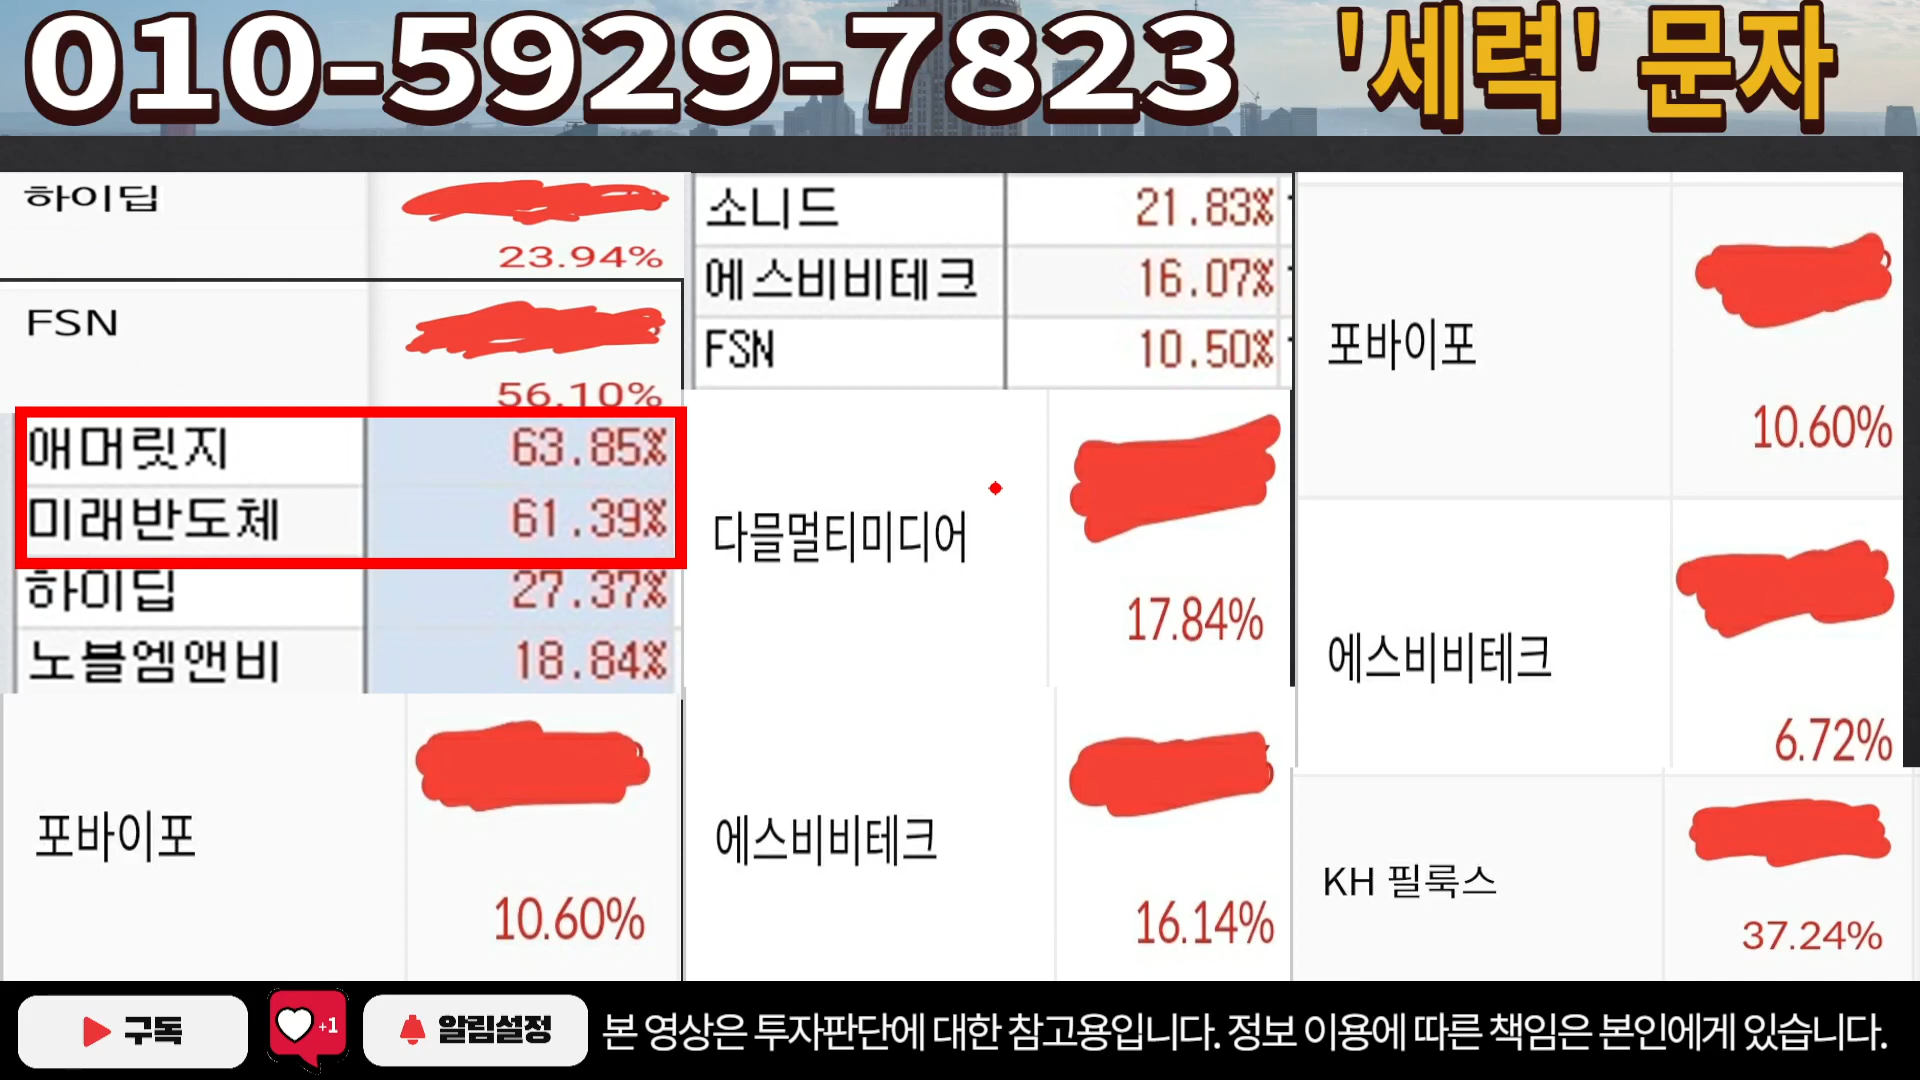 010-5929-7823 '세력' 문자
하이딥
23.94%
FSN
56.10%
애머릿지 63.85%
미래반도체 61.39%
하이딥 27.37%
노블엠앤비 18.84%
포바이포
10.60%
소니드 21.83%
에스비비테크 16.07%
FSN 10.50%
다믈멀티미디어
17.84%
에스비비테크
16.14%
포바이포
10.60%
에스비비테크
6.72%
KH 필룩스
37.24%
구독 +1 알림설정 본 영상은 투자판단에 대한 참고용입니다. 정보 이용에 따른 책임은 본인에게 있습니다.